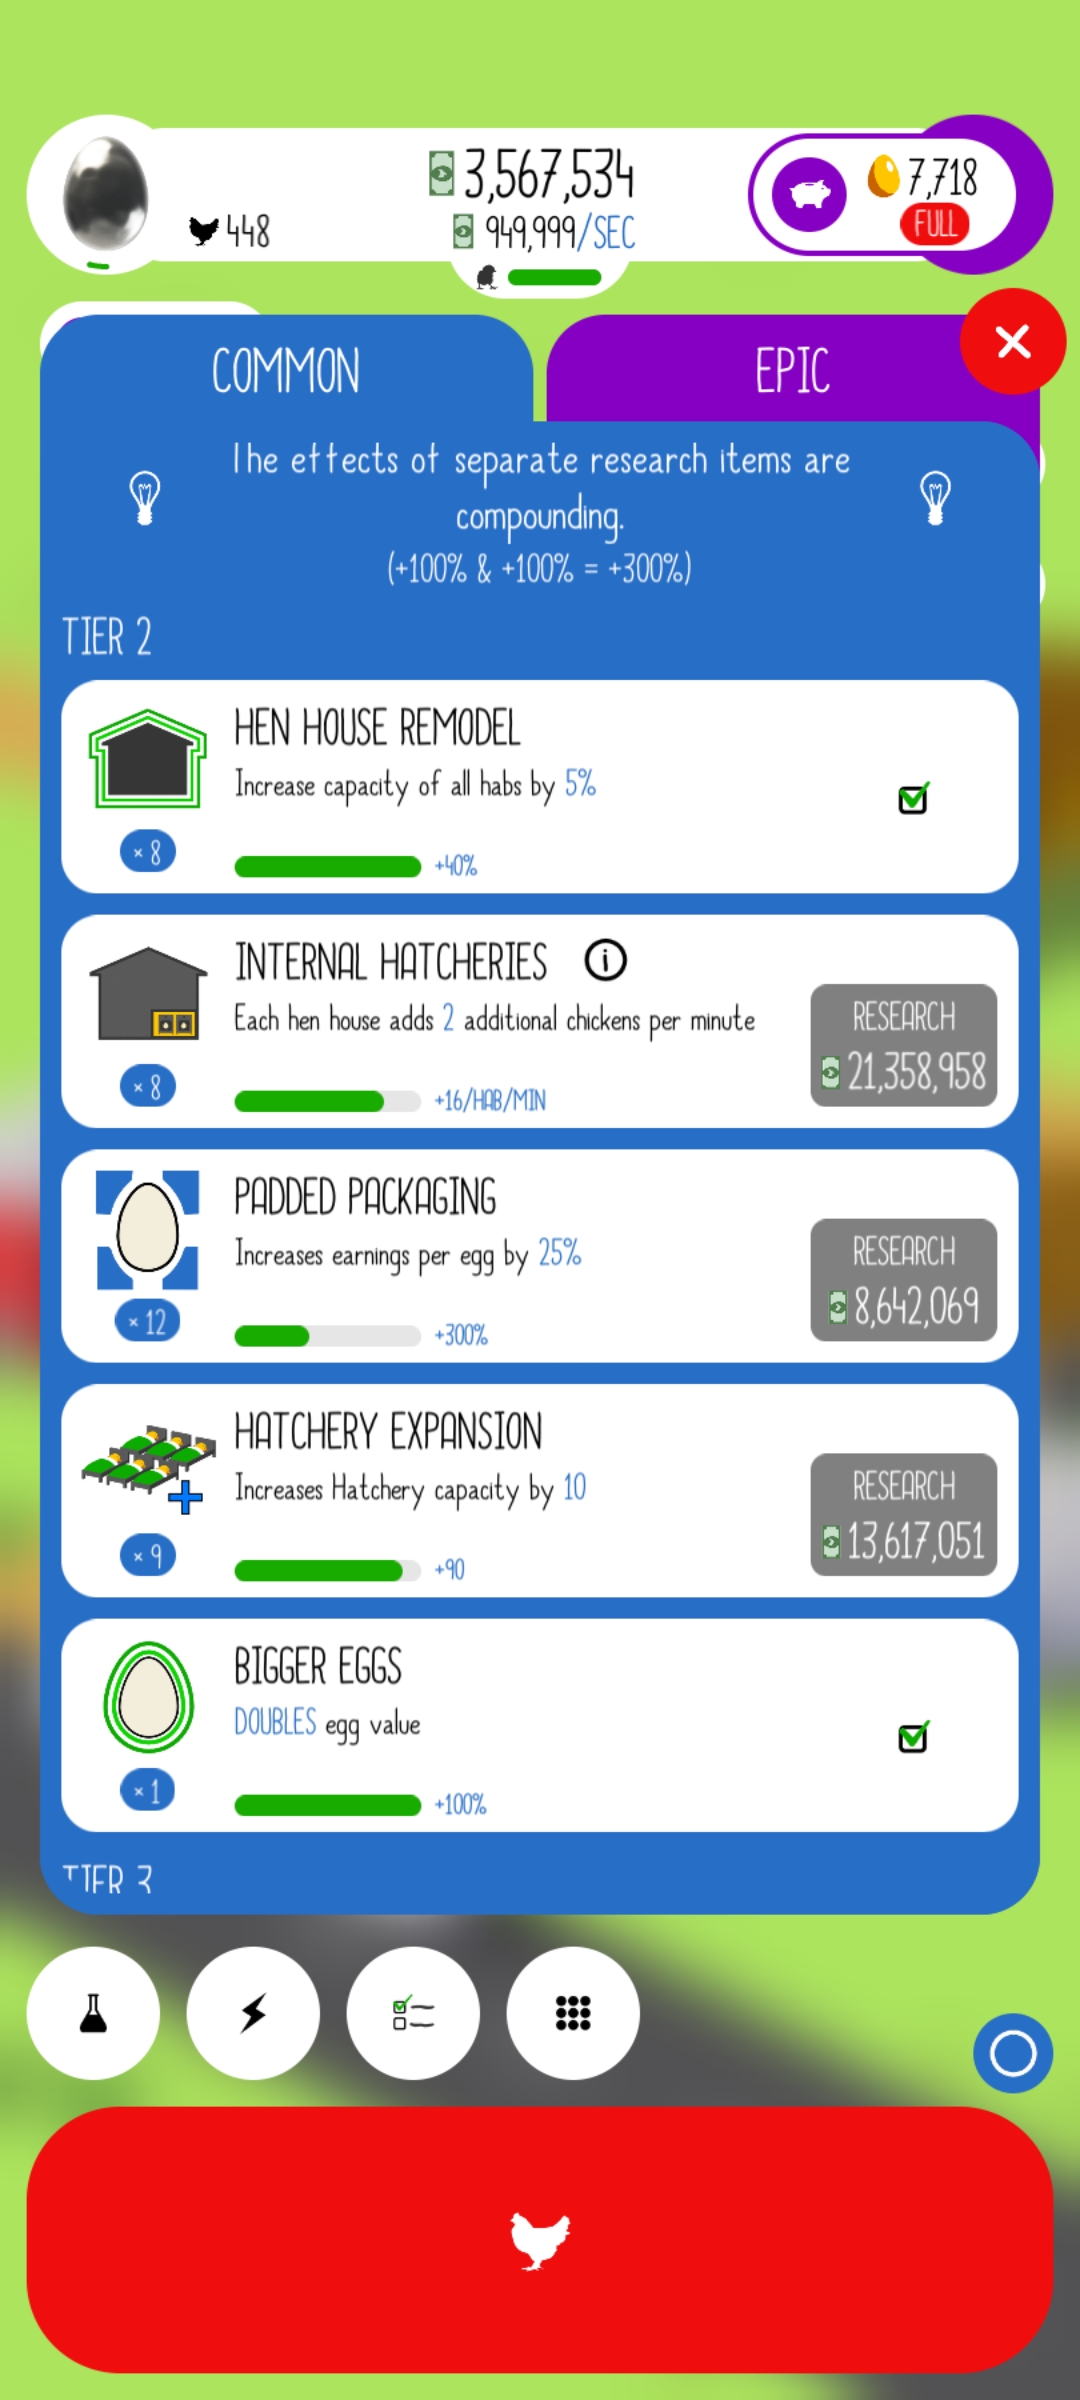 3,567,534
7,718
448
949,999/SEC
FULL
COMMON
EPIC
The effects of separate research items are
compounding.
(+100% & +100% = +300%)
TIER 2
HEN HOUSE REMODEL
Increase capacity of all habs by 5%
× 8
+40%
INTERNAL HATCHERIES
i
Each hen house adds 2 additional chickens per minute
RESEARCH
21,358,958
× 8
+16/HAB/MIN
PADDED PACKAGING
Increases earnings per egg by 25%
RESEARCH
8,642,069
× 12
+300%
HATCHERY EXPANSION
Increases Hatchery capacity by 10
RESEARCH
13,617,051
× 9
+90
BIGGER EGGS
DOUBLES egg value
× 1
+100%
TIER 3